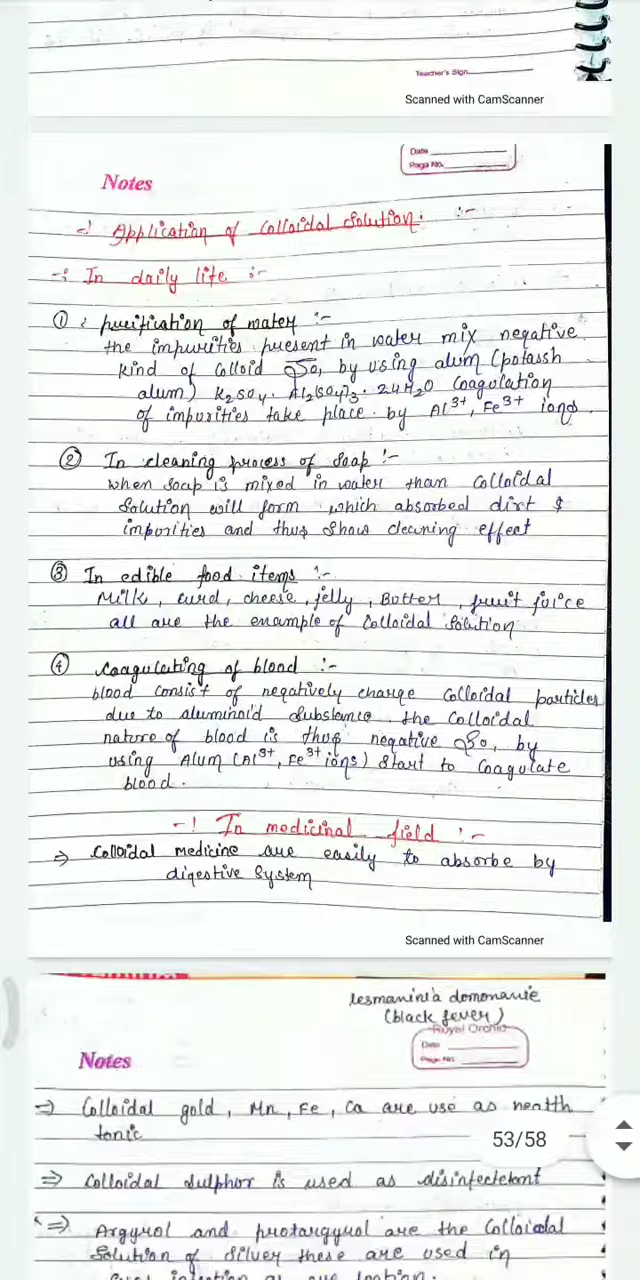 Teacher's Sign
Scanned with CamScanner
Date
Page No.
Notes
Application of Colloidal Solution. :-
-: In daily life :-
① : purification of water :-
the impurities present in water mix negative
kind of colloid So, by using alum (potassh
alum) K2SO4. Al2(SO4)3. 24H2O Coagulation
of impurities take place by Al3+, Fe3+ ions.
② In cleaning process of Soap :-
when soap is mixed in water than colloidal
Solution will form which absorbed dirt &
impurities and thus show cleaning effect
③ In edible food items :-
Milk, curd, cheese, jelly, Butter, fruit juice
all are the example of Colloidal Solution
④ Coagulating of blood :-
blood consist of negatively charge Colloidal particles
due to aluminoid Substance. the Colloidal
nature of blood is thus negative So, by
using Alum (Al3+, Fe3+ ions) Start to Coagulate
blood.
-: In medicinal field :-
⇒ Colloidal medicine are easily to absorbe by
digestive System
Scanned with CamScanner
lesmaninia domonanie
(black fever)
Royal Orchid
Date
Page No.
Notes
⇒ Colloidal gold, Mn, Fe, Ca are use as health
tonic
53/58
⇒ Colloidal Sulphor is used as disinfectetant
⇒ Argyrol and protargyrol are the Colloidal
Solution of Silver these are used in